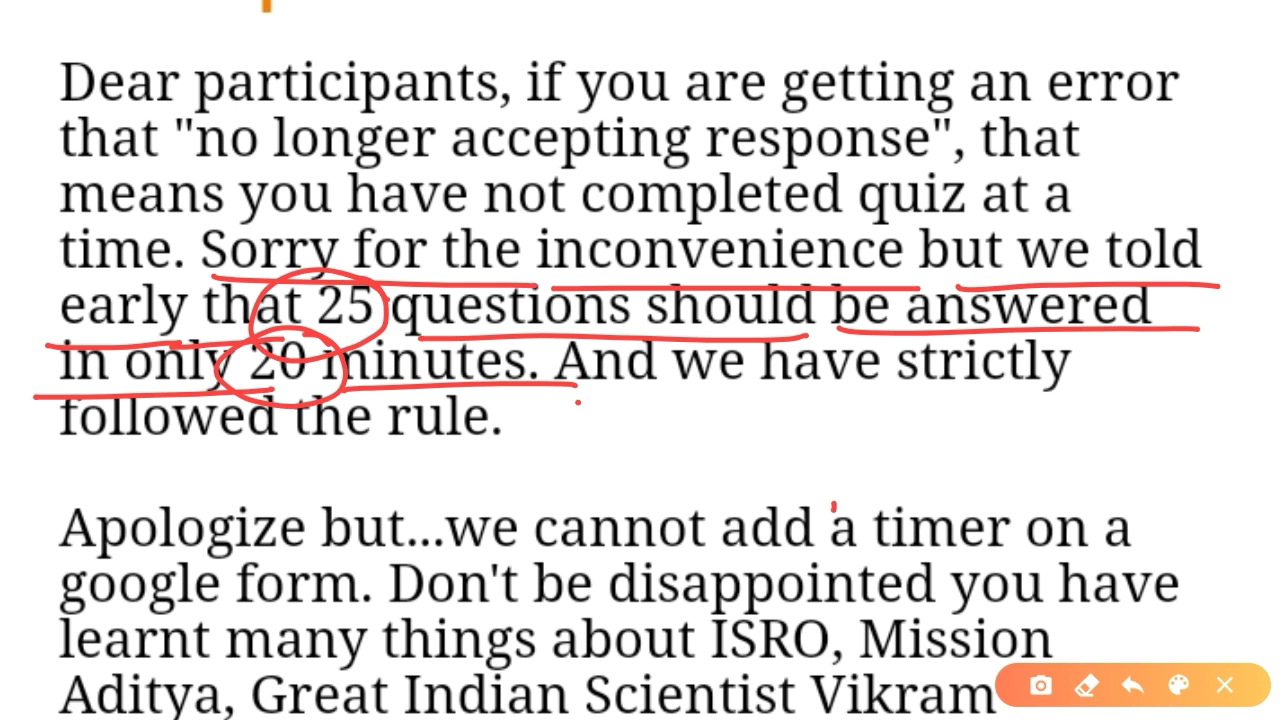 Dear participants, if you are getting an error
that "no longer accepting response", that
means you have not completed quiz at a
time. Sorry for the inconvenience but we told
early that 25 questions should be answered
in only 20 minutes. And we have strictly
followed the rule.
Apologize but...we cannot add a timer on a
google form. Don't be disappointed you have
learnt many things about ISRO, Mission
Aditya, Great Indian Scientist Vikram